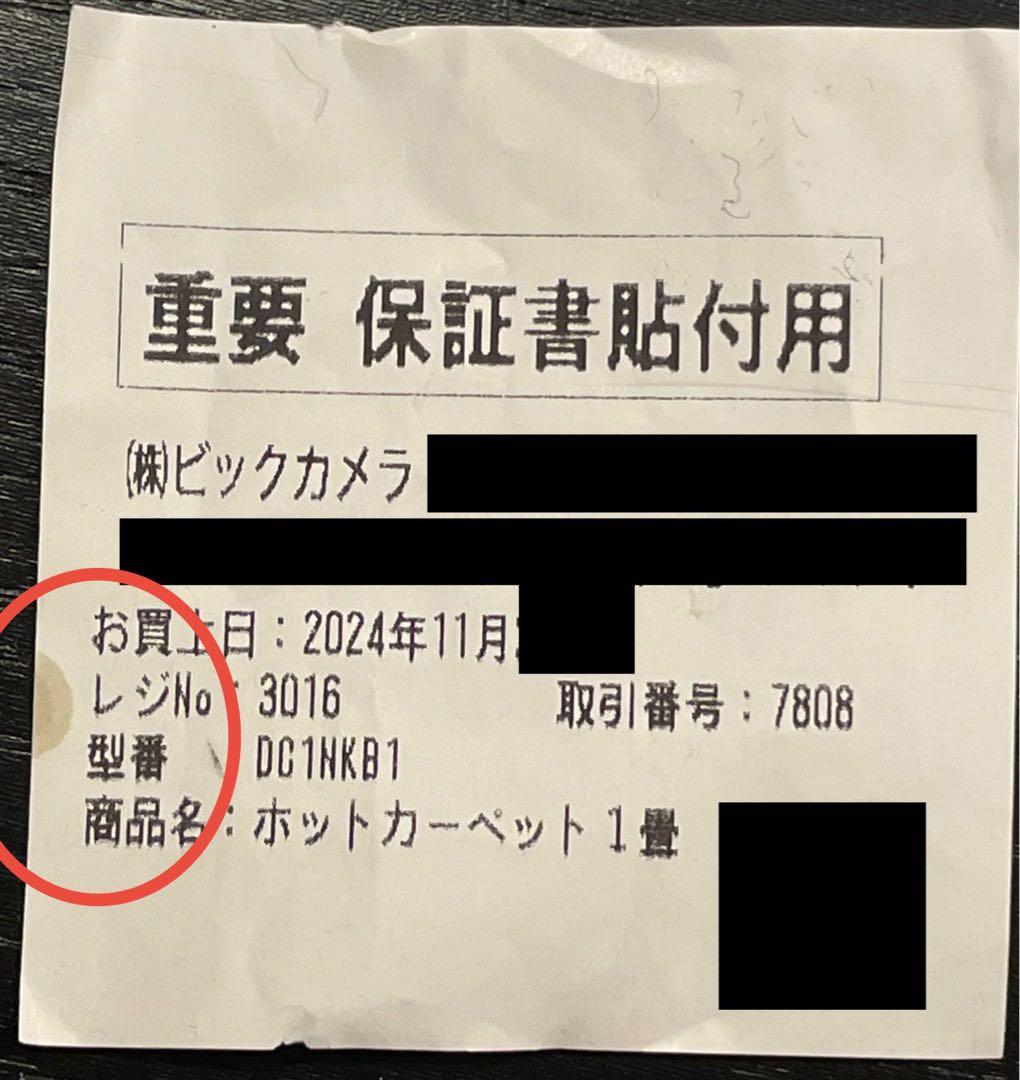 重要 保証書貼付用
㈱ビックカメラ
お買上日：2024年11月
レジNo：3016 取引番号：7808
型番 DC1NKB1
商品名：ホットカーペット1畳